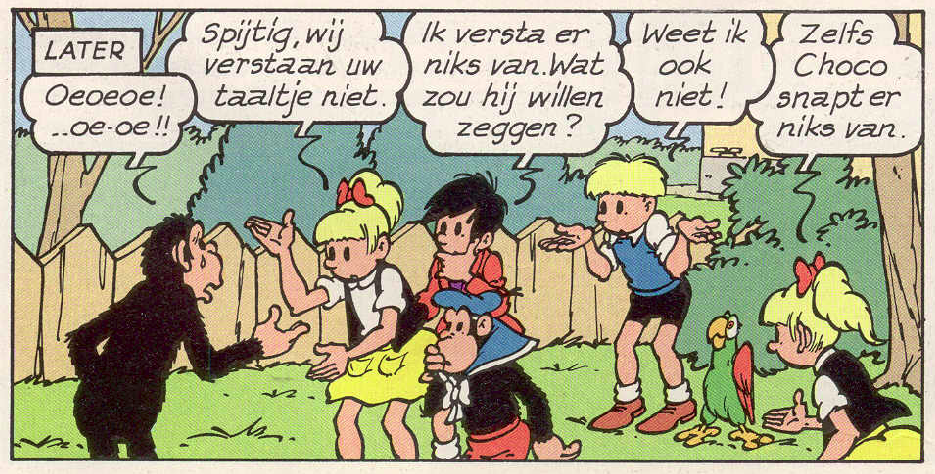 LATER
Oeoeoe!
..oe-oe!!
Spijtig, wij
verstaan uw
taaltje niet.
Ik versta er
niks van. Wat
zou hij willen
zeggen?
Weet ik
ook
niet!
Zelfs
Choco
snapt er
niks van.